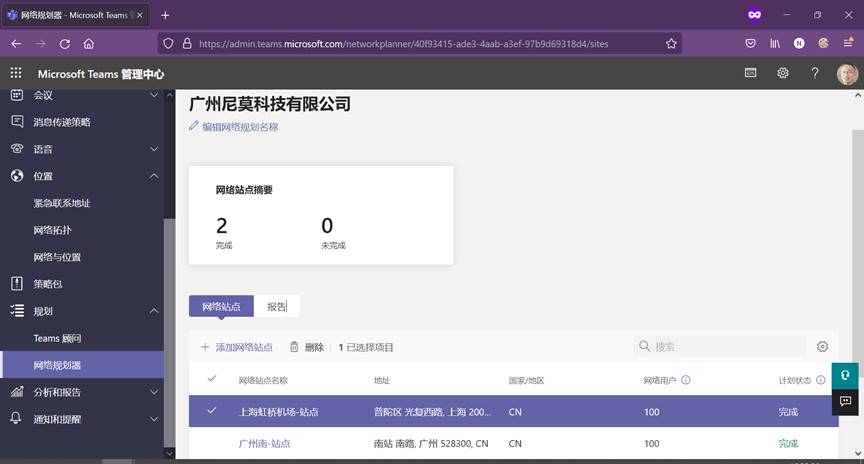 网络规划器 - Microsoft Teams
https://admin.teams.microsoft.com/networkplanner/40f93415-ade3-4aab-a3ef-97b9d69318d4/sites
Microsoft Teams 管理中心
会议
消息传递策略
语音
位置
紧急联系地址
网络拓扑
网络与位置
策略包
规划
Teams 顾问
网络规划器
分析和报告
通知和提醒
广州尼莫科技有限公司
编辑网络规划名称
网络站点摘要
2 0
完成 未完成
网络站点 报告
添加网络站点 删除 1 已选择项目 搜索
网络站点名称 地址 国家/地区 网络用户 计划状态
上海虹桥机场-站点 普陀区 光复西路, 上海 200... CN 100 完成
广州南-站点 南站 南路, 广州 528300, CN CN 100 完成